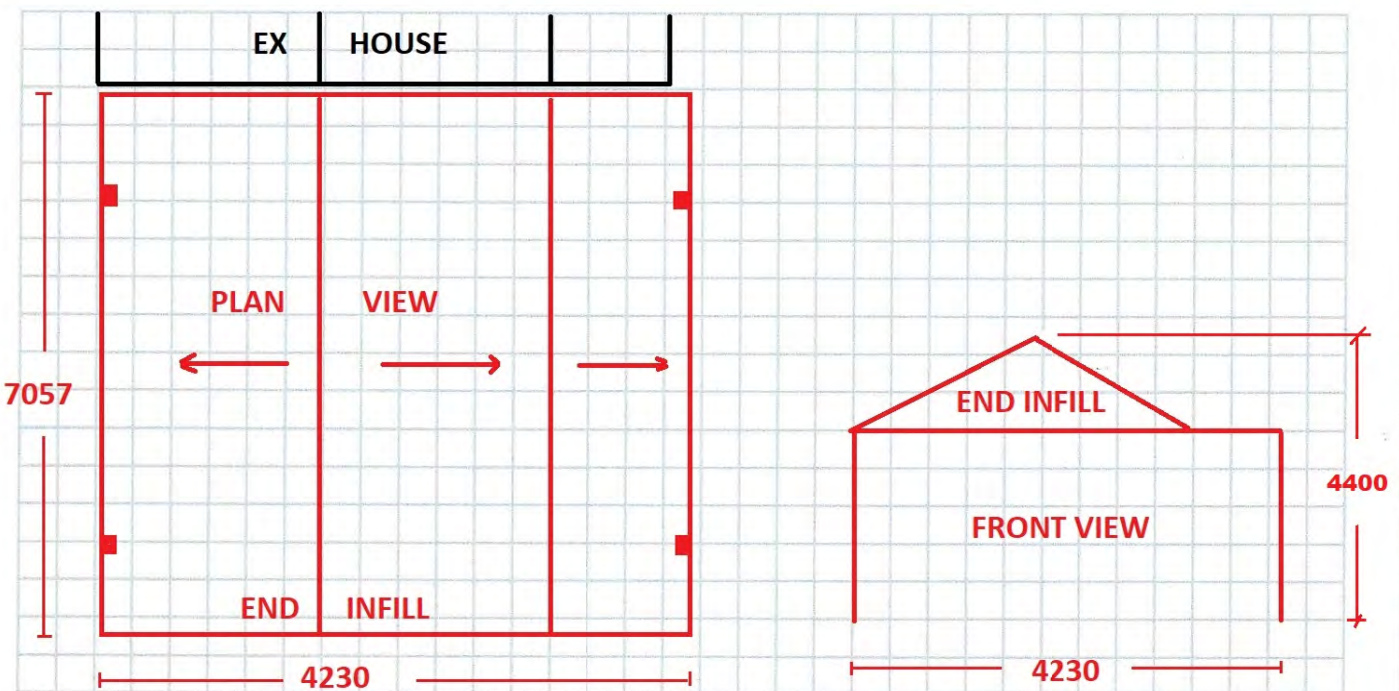 EX HOUSE
PLAN VIEW
7057
END INFILL
4230
END INFILL
4400
FRONT VIEW
4230